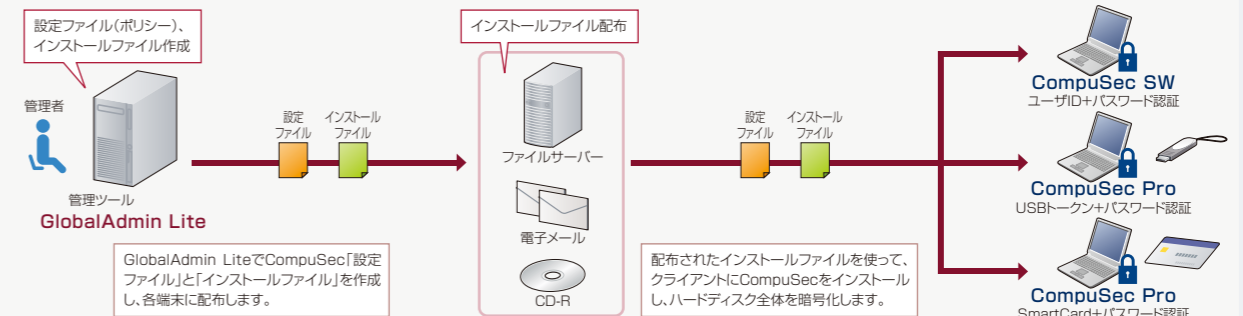 設定ファイル（ポリシー）、
インストールファイル作成
管理者
管理ツール
GlobalAdmin Lite
設定
ファイル
インストール
ファイル
GlobalAdmin LiteでCompuSec「設定
ファイル」と「インストールファイル」を作成
し、各端末に配布します。
インストールファイル配布
ファイルサーバー
電子メール
CD-R
設定
ファイル
インストール
ファイル
配布されたインストールファイルを使って、
クライアントにCompuSecをインストール
し、ハードディスク全体を暗号化します。
CompuSec SW
ユーザID+パスワード認証
CompuSec Pro
USBトークン+パスワード認証
CompuSec Pro
SmartCard+パスワード認証